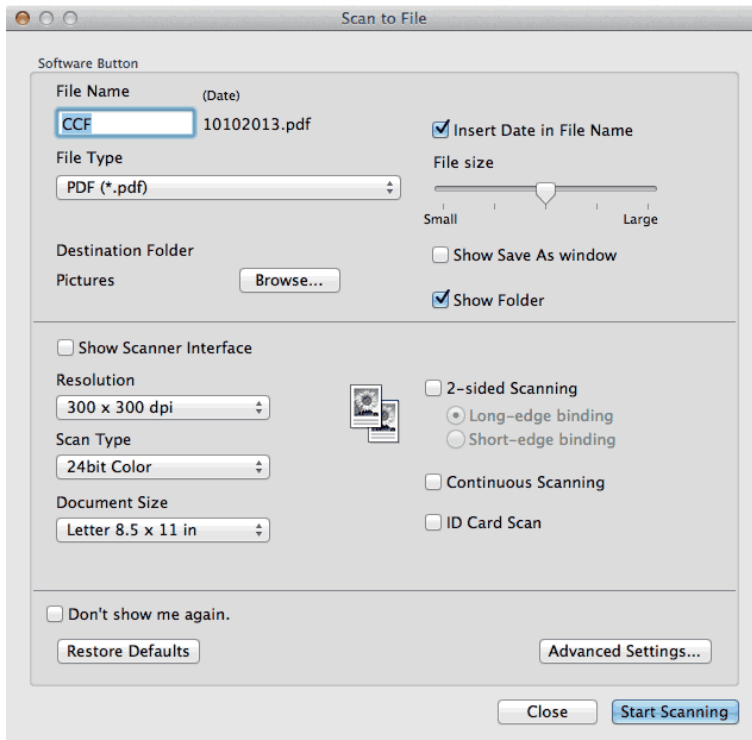 Scan to File
Software Button
File Name
(Date)
CCF
10102013.pdf
Insert Date in File Name
File Type
File size
PDF (*.pdf)
Small
Large
Destination Folder
Show Save As window
Pictures
Browse...
Show Folder
Show Scanner Interface
Resolution
2-sided Scanning
300 x 300 dpi
Long-edge binding
Scan Type
Short-edge binding
24bit Color
Continuous Scanning
Document Size
ID Card Scan
Letter 8.5 x 11 in
Don't show me again.
Restore Defaults
Advanced Settings...
Close
Start Scanning